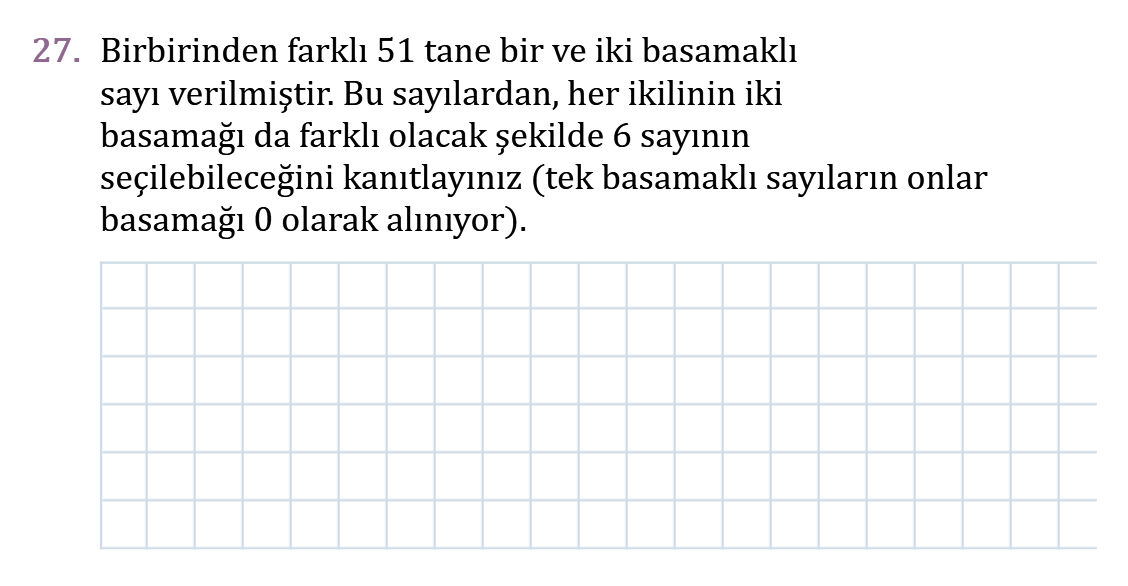 27. Birbirinden farklı 51 tane bir ve iki basamaklı
sayı verilmiştir. Bu sayılardan, her ikilinin iki
basamağı da farklı olacak şekilde 6 sayının
seçilebileceğini kanıtlayınız (tek basamaklı sayıların onlar
basamağı 0 olarak alınıyor).